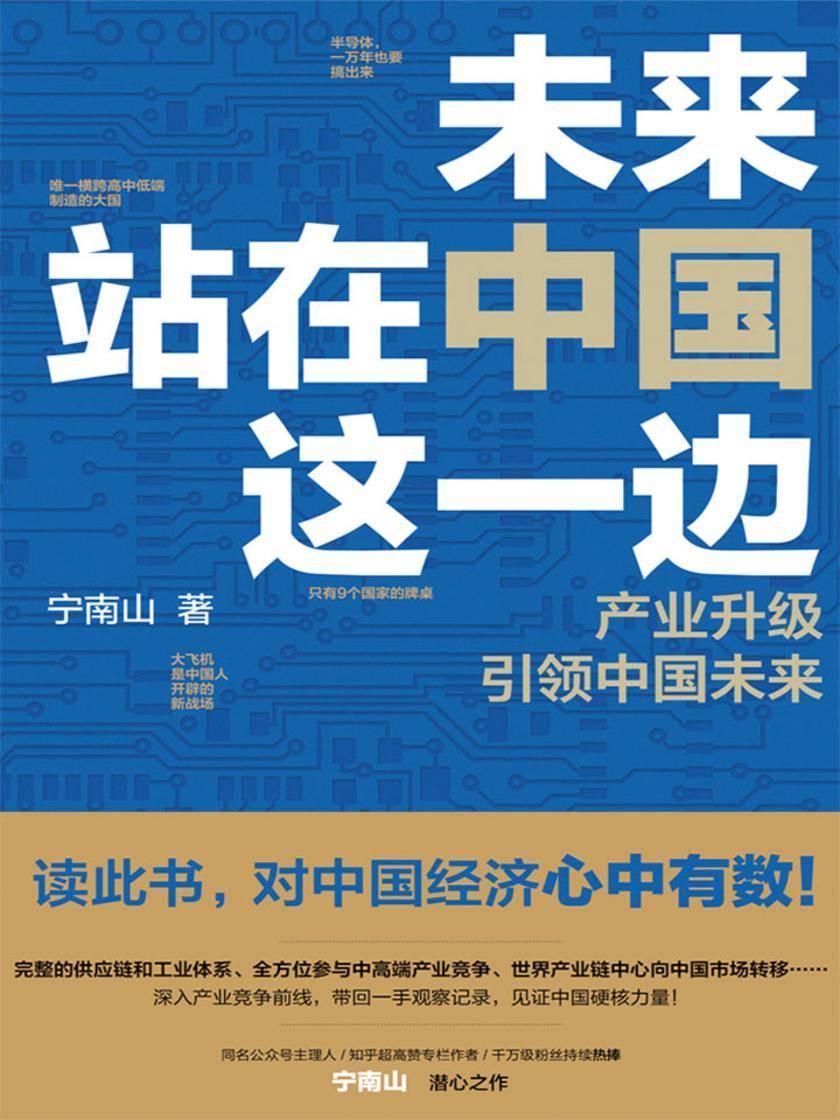 半导体,
一万年也要
搞出来
未来
唯一横跨高中低端
制造的大国
站在中国
这一边
只有9个国家的牌桌
宁南山 著
产业升级
引领中国未来
大飞机
是中国人
开辟的
新战场
读此书，对中国经济心中有数！
完整的供应链和工业体系、全方位参与中高端产业竞争、世界产业链中心向中国市场转移……
深入产业竞争前线，带回一手观察记录，见证中国硬核力量！
同名公众号主理人 / 知乎超高赞专栏作者 / 千万级粉丝持续热捧
宁南山 潜心之作